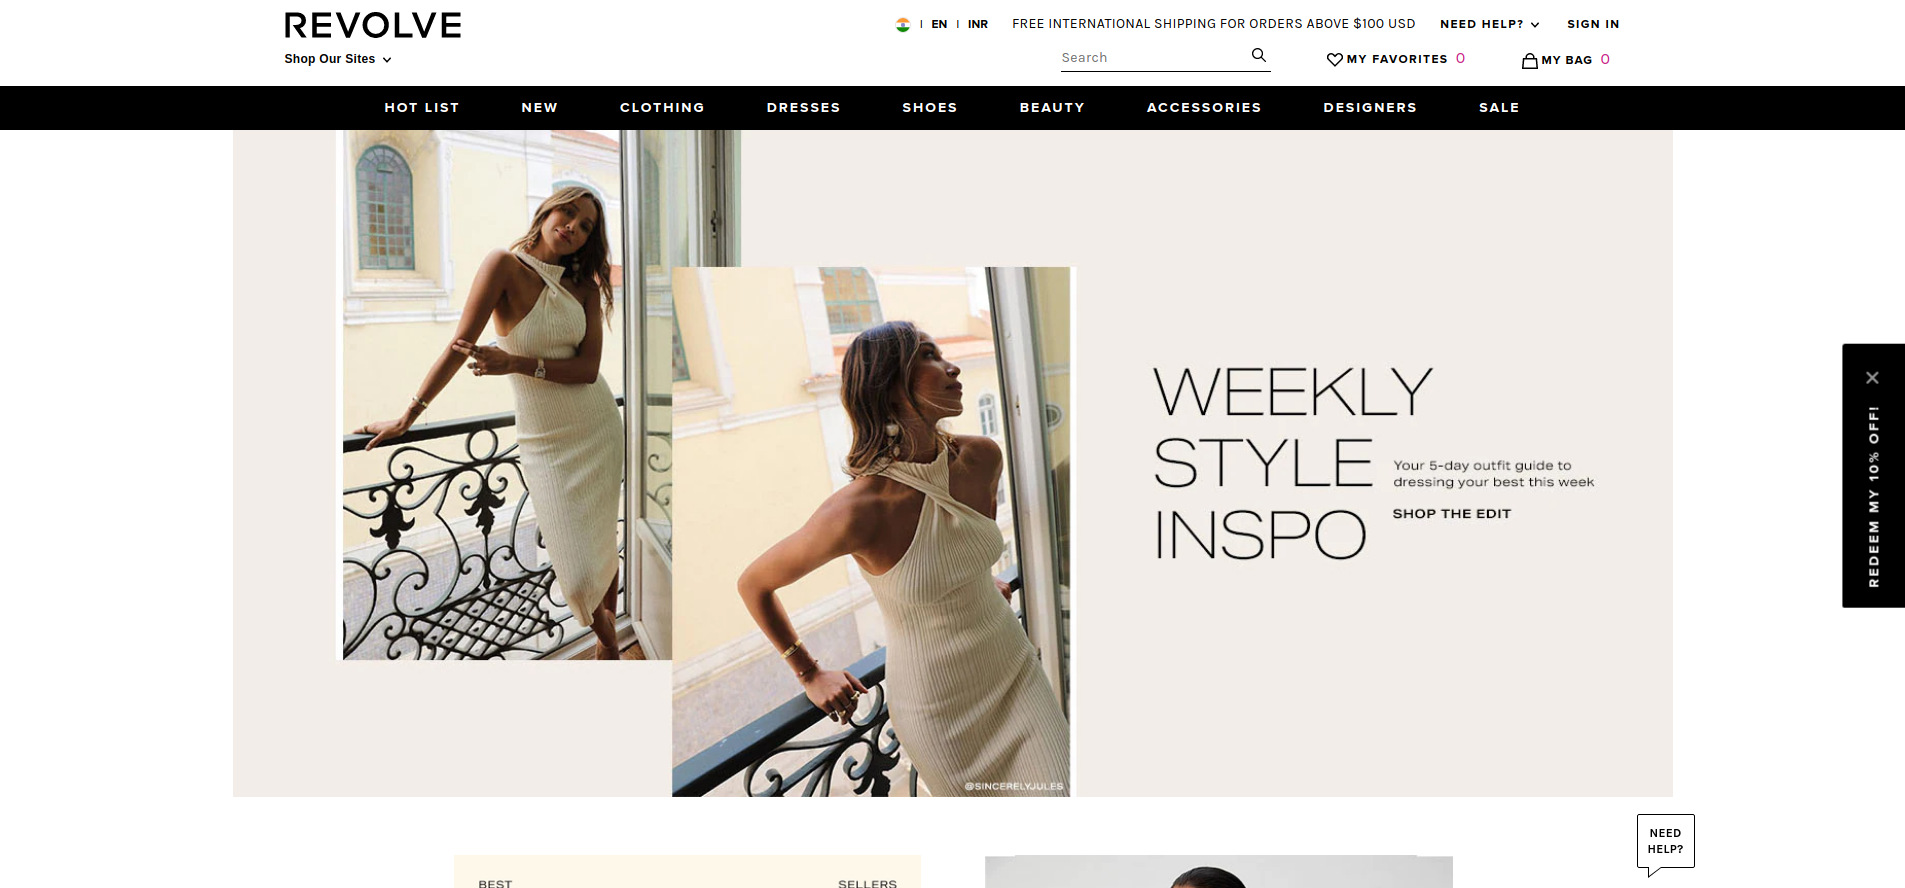 REVOLVE
| EN | INR
FREE INTERNATIONAL SHIPPING FOR ORDERS ABOVE $100 USD
NEED HELP?
SIGN IN
Shop Our Sites
Search
MY FAVORITES 0
MY BAG 0
HOT LIST
NEW
CLOTHING
DRESSES
SHOES
BEAUTY
ACCESSORIES
DESIGNERS
SALE
WEEKLY
STYLE
INSPO
Your 5-day outfit guide to
dressing your best this week
SHOP THE EDIT
@SINCERELYJULES
REDEEM MY 10% OFF!
NEED
HELP?
BEST
SELLERS